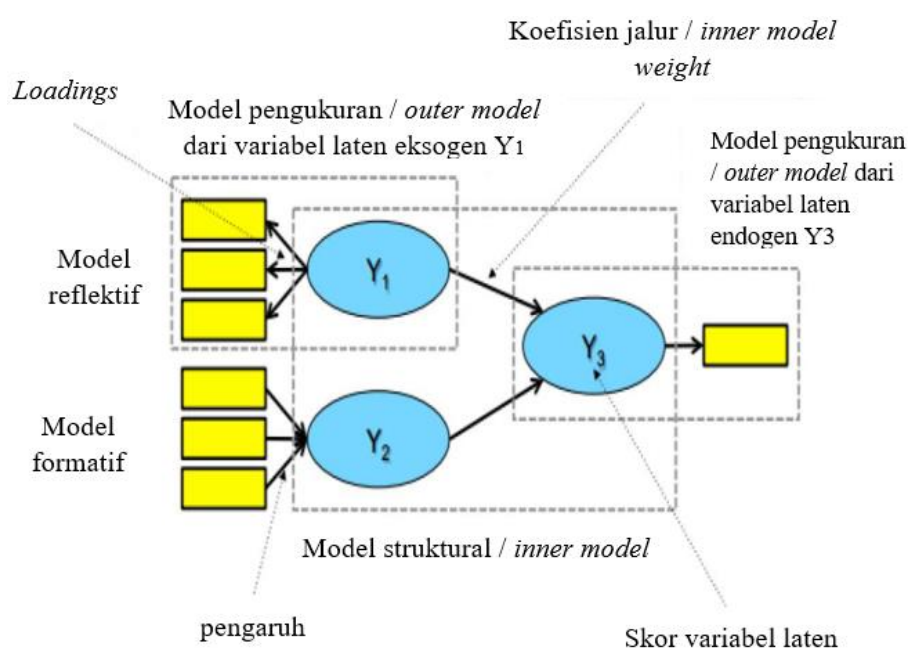 Koefisien jalur / inner model
weight
Loadings
Model pengukuran / outer model
dari variabel laten eksogen Y1
Model pengukuran
/ outer model dari
variabel laten
endogen Y3
Model
reflektif
Y1
Y3
Model
formatif
Y2
Model struktural / inner model
pengaruh
Skor variabel laten